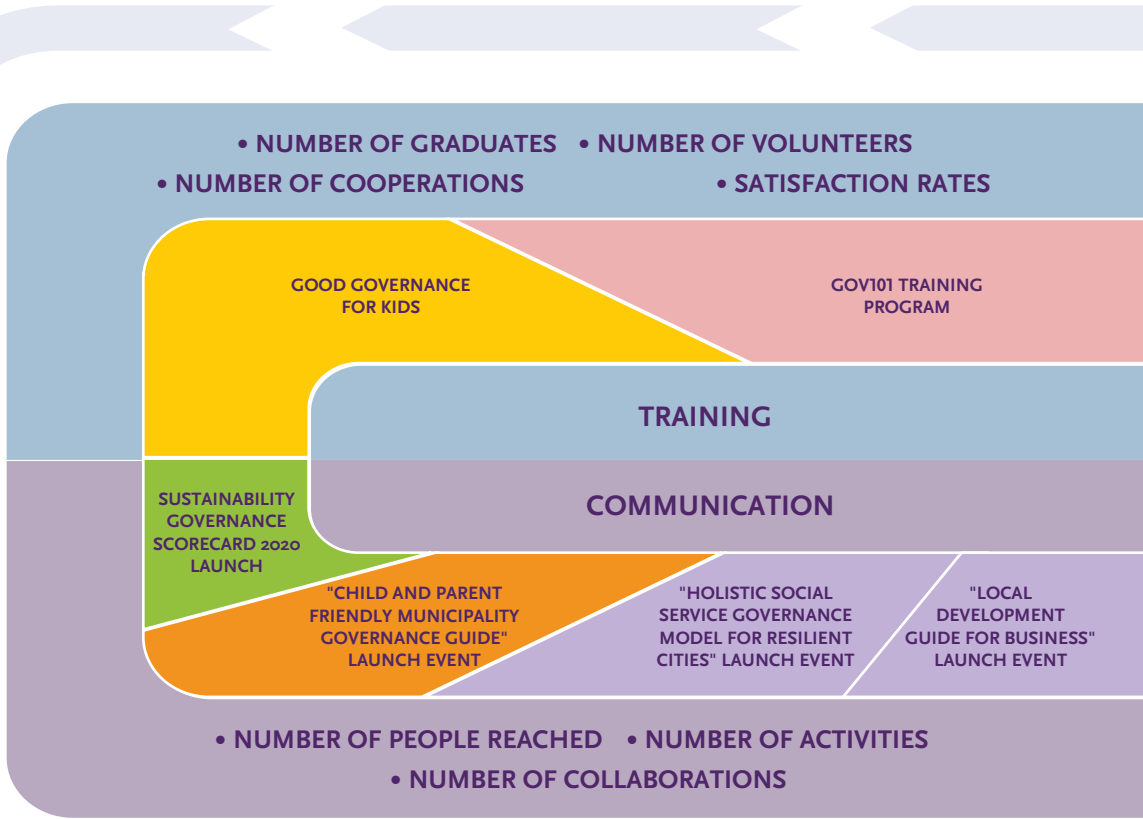 • NUMBER OF GRADUATES • NUMBER OF VOLUNTEERS
• NUMBER OF COOPERATIONS • SATISFACTION RATES
GOOD GOVERNANCE
FOR KIDS
GOV101 TRAINING
PROGRAM
TRAINING
COMMUNICATION
SUSTAINABILITY
GOVERNANCE
SCORECARD 2020
LAUNCH
"CHILD AND PARENT
FRIENDLY MUNICIPALITY
GOVERNANCE GUIDE"
LAUNCH EVENT
"HOLISTIC SOCIAL
SERVICE GOVERNANCE
MODEL FOR RESILIENT
CITIES" LAUNCH EVENT
"LOCAL
DEVELOPMENT
GUIDE FOR BUSINESS"
LAUNCH EVENT
• NUMBER OF PEOPLE REACHED • NUMBER OF ACTIVITIES
• NUMBER OF COLLABORATIONS